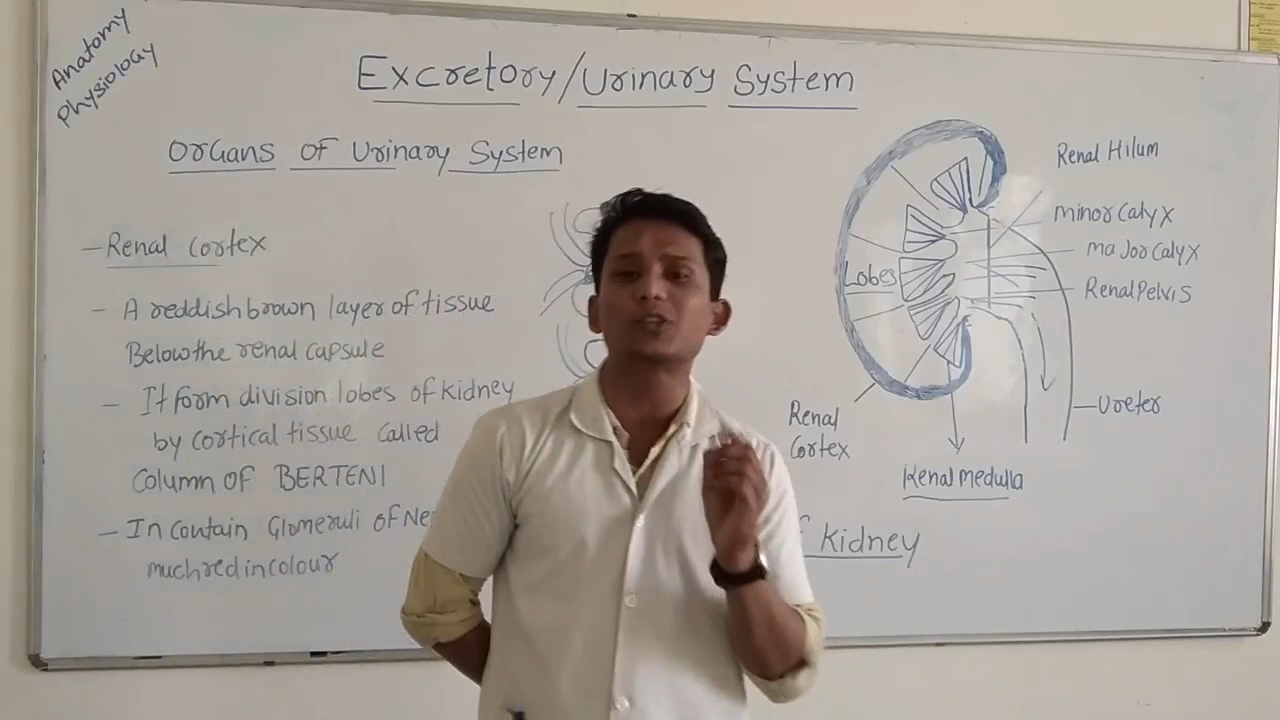 Anatomy
Physiology
Excretory/Urinary System
Organs of Urinary System
- Renal cortex
- A reddish brown layer of tissue
Below the renal capsule
- It form division lobes of kidney
by cortical tissue called
Column of BERTENI
- In contain Glomeruli of Ne
much red in colour
Renal Hilum
minor calyx
major calyx
Renal Pelvis
Lobes
Ureter
Renal
Cortex
Renal medulla
kidney